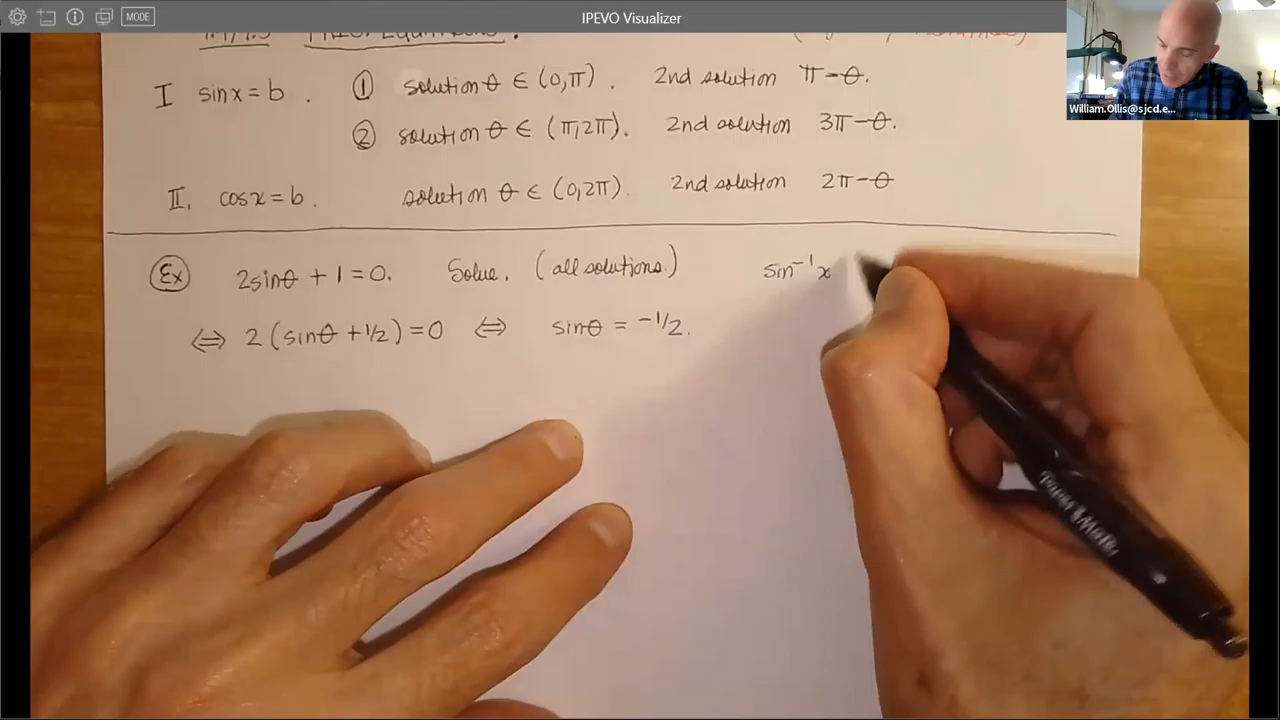 MODE
IPEVO Visualizer
Trig. Equations.
I sin x = b . ① solution θ ∈ (0,π). 2nd solution π-θ.
② solution θ ∈ (π,2π). 2nd solution 3π-θ.
II. cos x = b. solution θ ∈ (0,2π). 2nd solution 2π-θ
Ex 2sinθ + 1 = 0. Solve. (all solutions.) sin⁻¹x
⇔ 2(sinθ + 1/2) = 0 ⇔ sinθ = -1/2.
William.Ollis@sjcd.e...